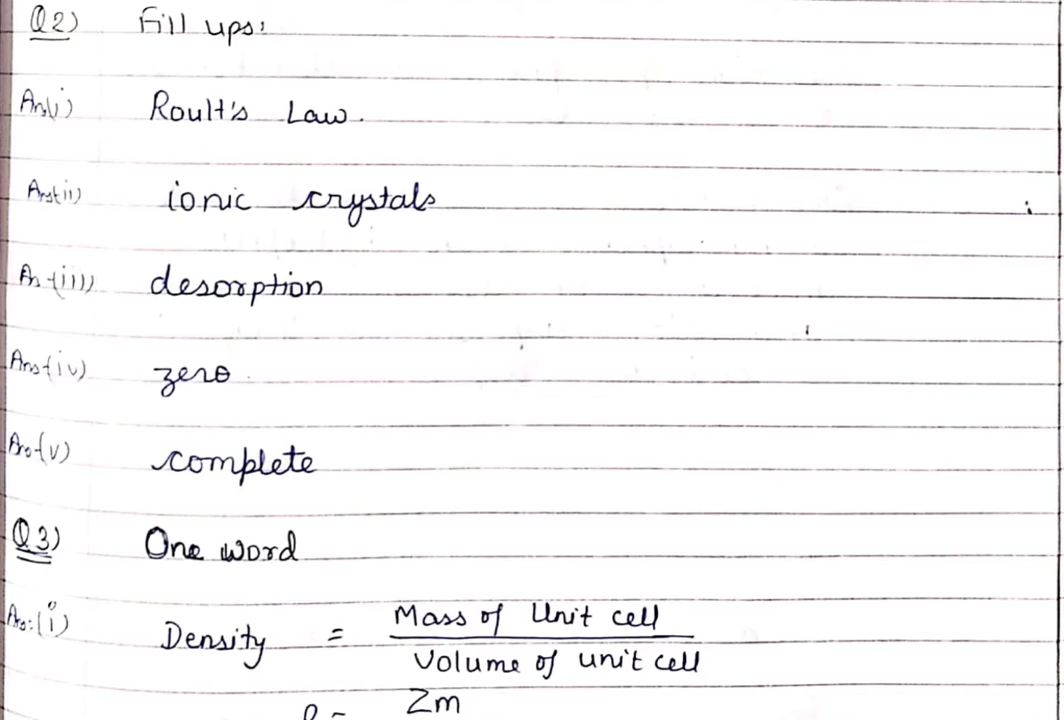 Q2) Fill ups:
Ans(i) Roult's Law.
Ans(ii) ionic crystals
An(iii) desorption
Ans(iv) zero
Ans(v) complete
Q3) One word
Ans:(i) Density = Mass of Unit cell
Volume of unit cell
Zm